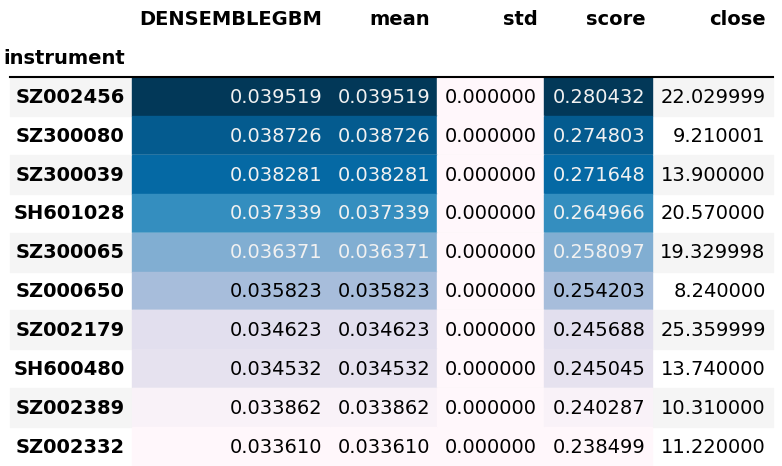 DENSEMBLEGBM mean std score close
instrument
SZ002456 0.039519 0.039519 0.000000 0.280432 22.029999
SZ300080 0.038726 0.038726 0.000000 0.274803 9.210001
SZ300039 0.038281 0.038281 0.000000 0.271648 13.900000
SH601028 0.037339 0.037339 0.000000 0.264966 20.570000
SZ300065 0.036371 0.036371 0.000000 0.258097 19.329998
SZ000650 0.035823 0.035823 0.000000 0.254203 8.240000
SZ002179 0.034623 0.034623 0.000000 0.245688 25.359999
SH600480 0.034532 0.034532 0.000000 0.245045 13.740000
SZ002389 0.033862 0.033862 0.000000 0.240287 10.310000
SZ002332 0.033610 0.033610 0.000000 0.238499 11.220000